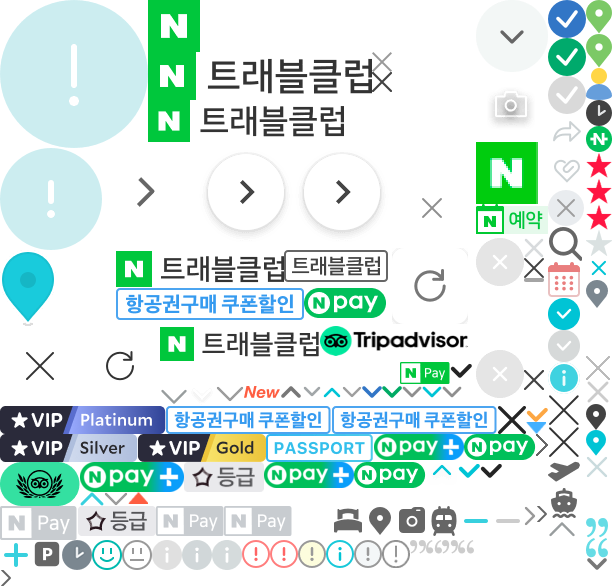 N
N 트래블클럽
N 트래블클럽
N
N 예약
N 트래블클럽 트래블클럽
항공권구매 쿠폰할인 N pay
N 트래블클럽 Tripadvisor
N Pay
New
VIP Platinum 항공권구매 쿠폰할인 항공권구매 쿠폰할인
VIP Silver VIP Gold PASSPORT N pay+ N pay
N pay+ 등급 N pay+ N pay
N Pay 등급 N Pay N Pay
P